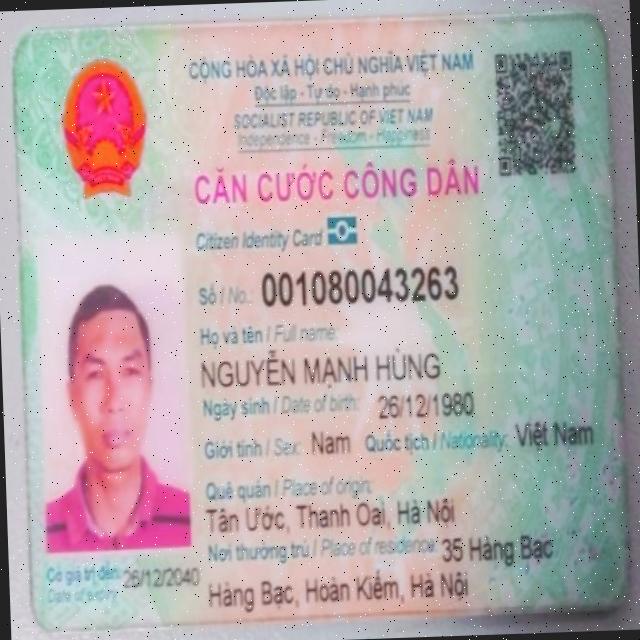 CỘNG HÒA XÃ HỘI CHỦ NGHĨA VIỆT NAM
Độc lập - Tự do - Hạnh phúc
SOCIALIST REPUBLIC OF VIET NAM
Independence - Freedom - Happiness
CĂN CƯỚC CÔNG DÂN
Citizen Identity Card
Số / No.: 001080043263
Họ và tên / Full name:
NGUYỄN MẠNH HÙNG
Ngày sinh / Date of birth: 26/12/1980
Giới tính / Sex: Nam Quốc tịch / Nationality: Việt Nam
Quê quán / Place of origin:
Tân Ước, Thanh Oai, Hà Nội
Nơi thường trú / Place of residence: 35 Hàng Bạc
Hàng Bạc, Hoàn Kiếm, Hà Nội
Có giá trị đến: 26/12/2040
Date of expiry: